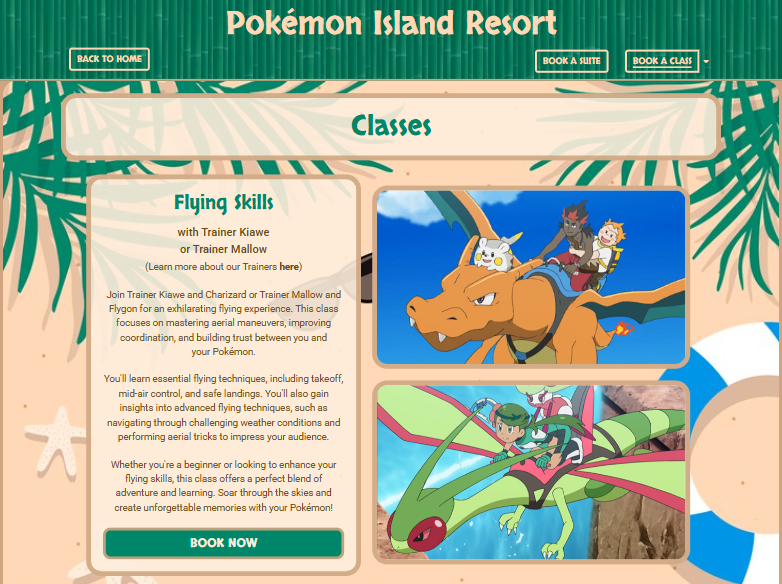 Pokémon Island Resort
BACK TO HOME
BOOK A SUITE
BOOK A CLASS
Classes
Flying Skills
with Trainer Kiawe
or Trainer Mallow
(Learn more about our Trainers here)
Join Trainer Kiawe and Charizard or Trainer Mallow and
Flygon for an exhilarating flying experience. This class
focuses on mastering aerial maneuvers, improving
coordination, and building trust between you and
your Pokémon.
You'll learn essential flying techniques, including takeoff,
mid-air control, and safe landings. You'll also gain
insights into advanced flying techniques, such as
navigating through challenging weather conditions and
performing aerial tricks to impress your audience.
Whether you're a beginner or looking to enhance your
flying skills, this class offers a perfect blend of
adventure and learning. Soar through the skies and
create unforgettable memories with your Pokémon!
BOOK NOW